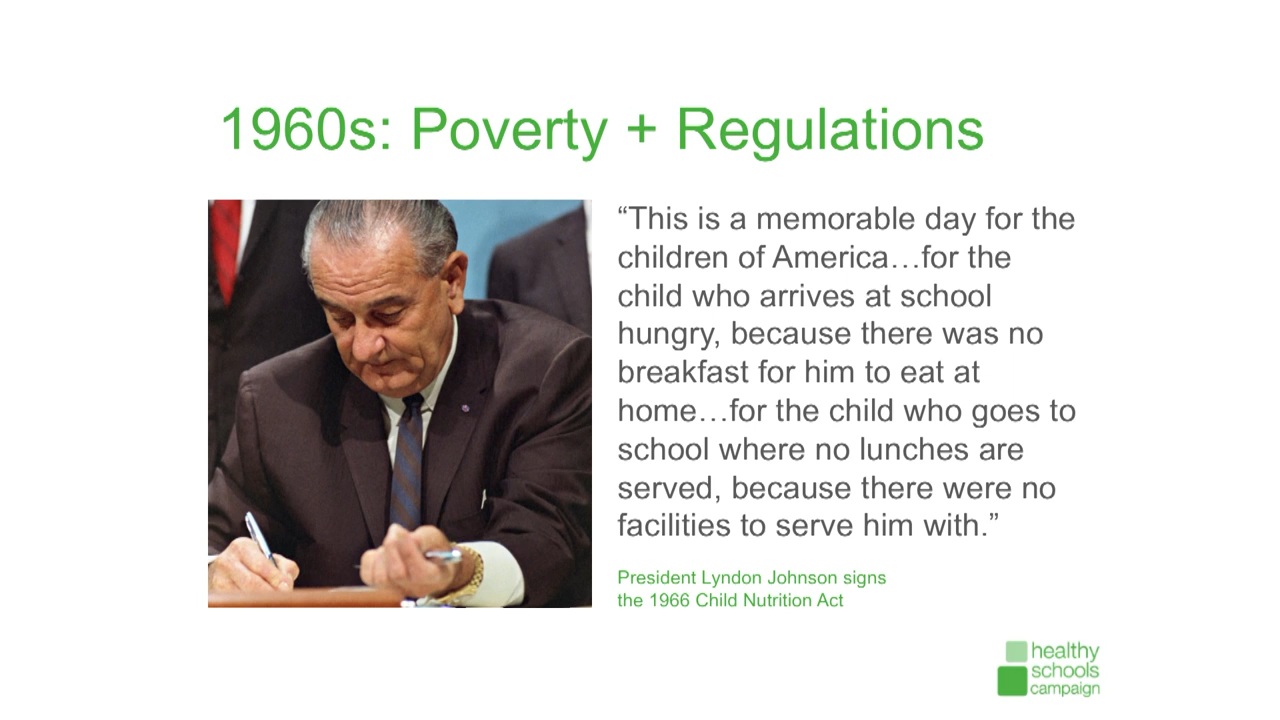 1960s: Poverty + Regulations
“This is a memorable day for the
children of America…for the
child who arrives at school
hungry, because there was no
breakfast for him to eat at
home…for the child who goes to
school where no lunches are
served, because there were no
facilities to serve him with.”
President Lyndon Johnson signs
the 1966 Child Nutrition Act
healthy
schools
campaign